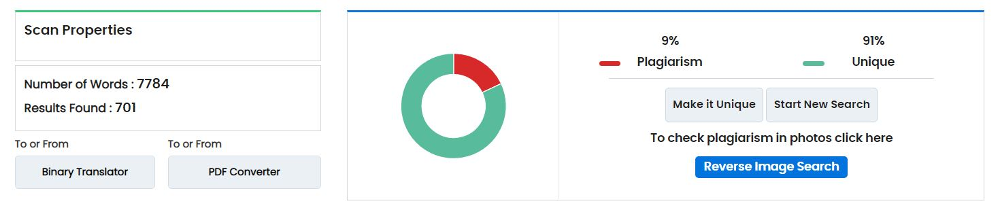 Scan Properties
Number of Words : 7784
Results Found : 701
To or From
Binary Translator
To or From
PDF Converter
9%
Plagiarism
91%
Unique
Make it Unique
Start New Search
To check plagiarism in photos click here
Reverse Image Search